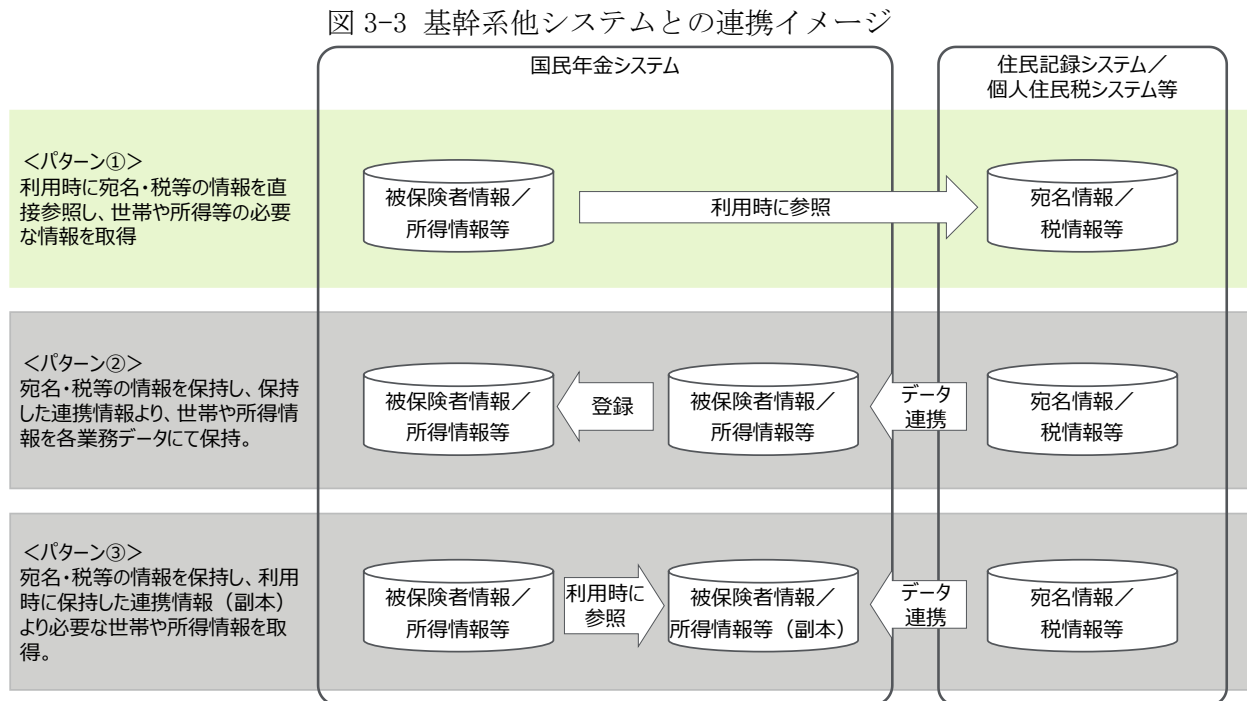 図 3-3 基幹系他システムとの連携イメージ
国民年金システム
住民記録システム／
個人住民税システム等
＜パターン①＞
利用時に宛名・税等の情報を直
接参照し、世帯や所得等の必要
な情報を取得
被保険者情報／
所得情報等
利用時に参照
宛名情報／
税情報等
＜パターン②＞
宛名・税等の情報を保持し、保持
した連携情報より、世帯や所得情
報を各業務データにて保持。
被保険者情報／
所得情報等
登録
被保険者情報／
所得情報等
データ
連携
宛名情報／
税情報等
＜パターン③＞
宛名・税等の情報を保持し、利用
時に保持した連携情報（副本）
より必要な世帯や所得情報を取
得。
被保険者情報／
所得情報等
利用時に
参照
被保険者情報／
所得情報等（副本）
データ
連携
宛名情報／
税情報等